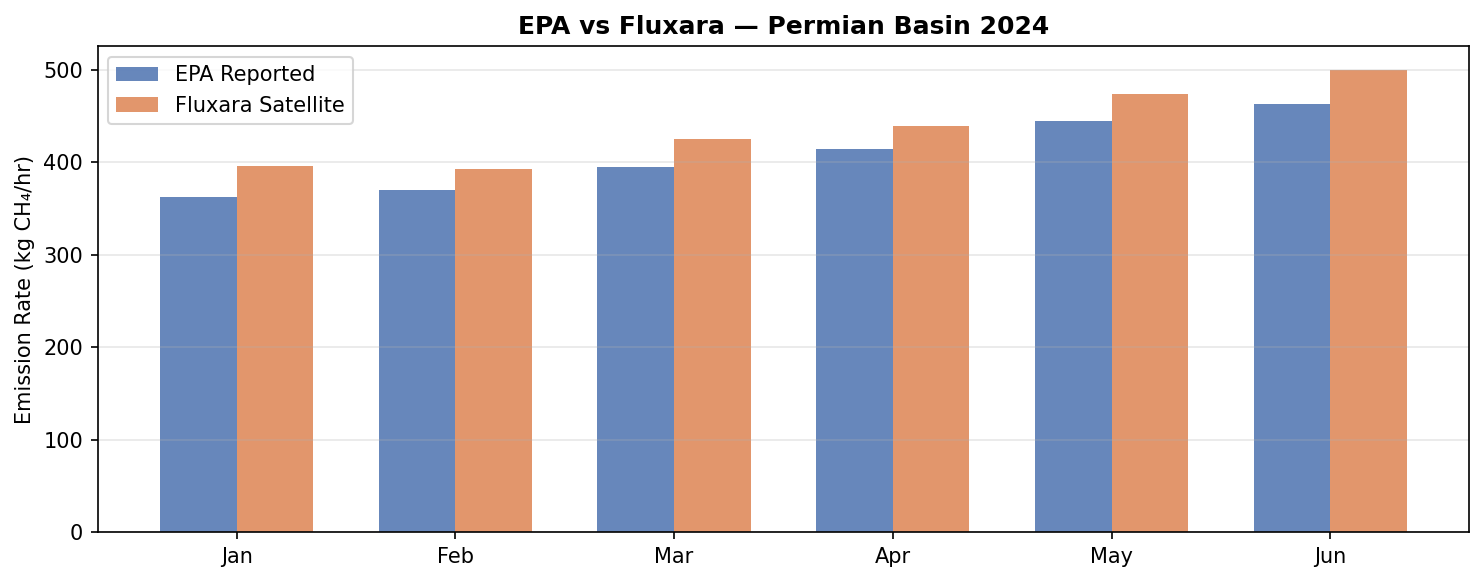 EPA vs Fluxara — Permian Basin 2024
EPA Reported
Fluxara Satellite
Emission Rate (kg CH₄/hr)
500
400
300
200
100
0
Jan Feb Mar Apr May Jun